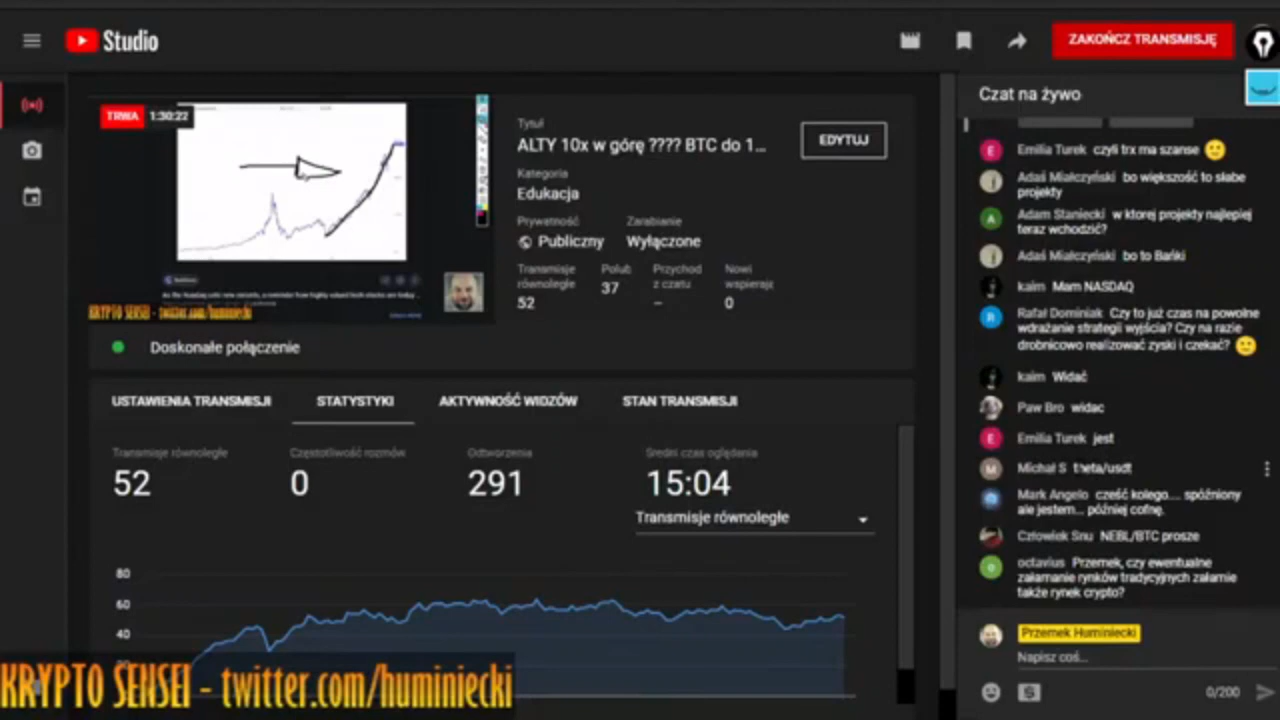 Studio
ZAKOŃCZ TRANSMISJĘ
TRWA 1:30:22
KRYPTO SENSEI - twitter.com/huminiecki
Tytuł
ALTY 10x w górę ???? BTC do 1...
EDYTUJ
Kategoria
Edukacja
Prywatność Zarabianie
Publiczny Wyłączone
Transmisje równoległe
52
Polub
37
Przychod z czatu
–
Nowi wspierają
0
Doskonałe połączenie
USTAWIENIA TRANSMISJI STATYSTYKI AKTYWNOŚĆ WIDZÓW STAN TRANSMISJI
Transmisje równoległe
52
Częstotliwość rozmów
0
Odtworzenia
291
Średni czas oglądania
15:04
Transmisje równoległe
80
60
40
KRYPTO SENSEI - twitter.com/huminiecki
Czat na żywo
Emilia Turek czyli trx ma szanse 🙂
Adaś Miałczyński bo większość to słabe
projekty
Adam Staniecki w ktorej projekty najlepiej
teraz wchodzić?
Adaś Miałczyński bo to Bańki
kaim Mam NASDAQ
Rafał Dominiak Czy to już czas na powolne
wdrażanie strategii wyjścia? Czy na razie
drobnicowo realizować zyski i czekać? 🙂
kaim Widać
Paw Bro widac
Emilia Turek jest
Michał S theta/usdt
Mark Angelo cześć kolego.... spóźniony
ale jestem... później cofnę.
Człowiek Snu NEBL/BTC prosze
octavius Przemek, czy ewentualne
załamanie rynków tradycyjnych załamie
także rynek crypto?
Przemek Huminiecki
Napisz coś...
0/200